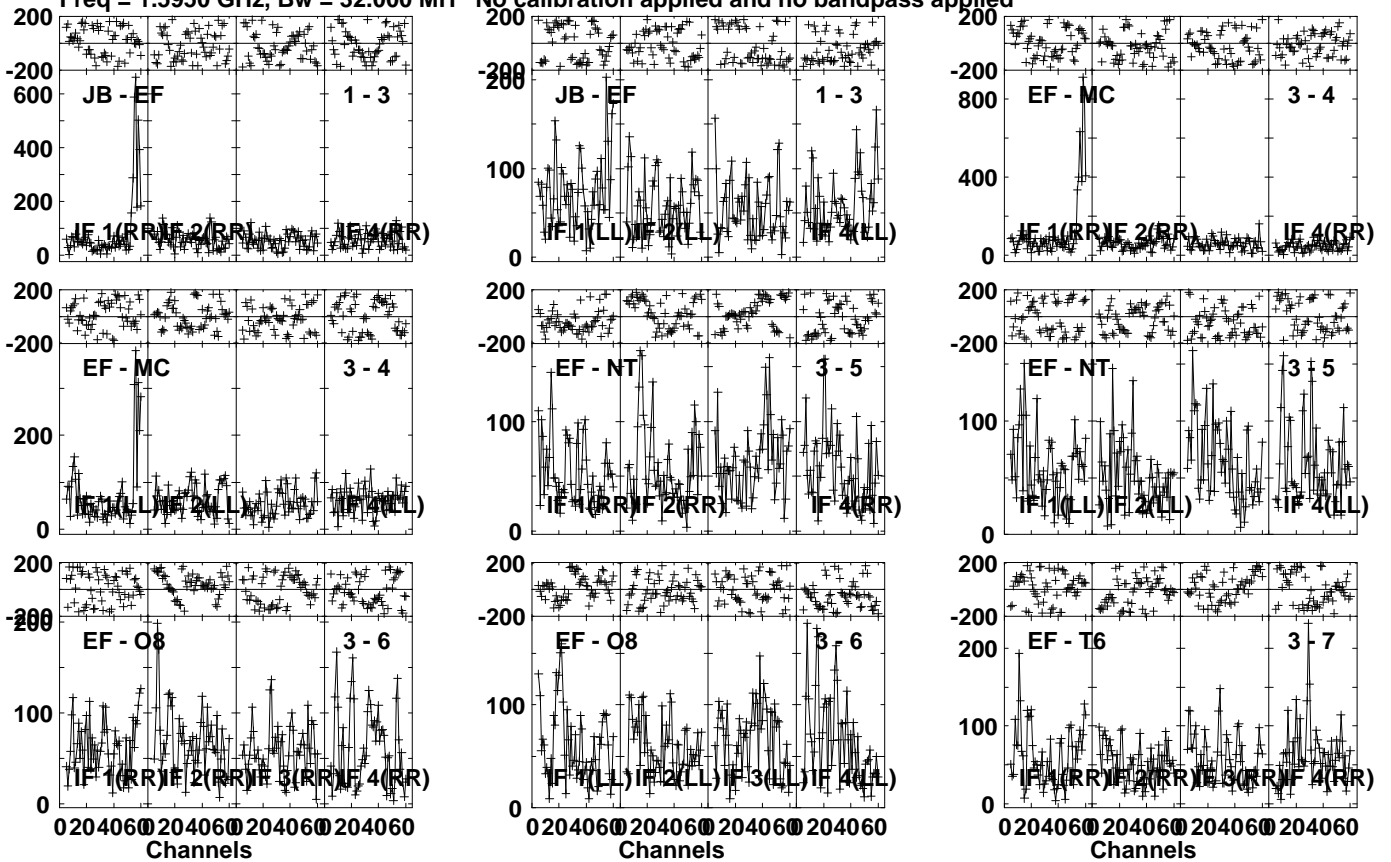 Freq = 1.5950 GHz, Bw = 32.000 MH No calibration applied and no bandpass applied
200
-200
600
400
200
0
JB - EF 1 - 3
IF 1(RR) IF 2(RR) IF 4(RR)
200
-200
200
100
0
JB - EF 1 - 3
IF 1(LL) IF 2(LL) IF 4(LL)
200
-200
800
400
0
EF - MC 3 - 4
IF 1(RR) IF 2(RR) IF 4(RR)
200
-200
200
0
EF - MC 3 - 4
IF 1(LL) IF 2(LL) IF 4(LL)
200
-200
100
0
EF - NT 3 - 5
IF 1(RR) IF 2(RR) IF 4(RR)
200
-200
100
0
EF - NT 3 - 5
IF 1(LL) IF 2(LL) IF 4(LL)
200
-200
200
100
0
EF - O8 3 - 6
IF 1(RR) IF 2(RR) IF 3(RR) IF 4(RR)
0 20 40 60 0 20 40 60 0 20 40 60 0 20 40 60
Channels
200
-200
100
0
EF - O8 3 - 6
IF 1(LL) IF 2(LL) IF 3(LL) IF 4(LL)
0 20 40 60 0 20 40 60 0 20 40 60 0 20 40 60
Channels
200
-200
200
100
0
EF - T6 3 - 7
IF 1(RR) IF 2(RR) IF 3(RR) IF 4(RR)
0 20 40 60 0 20 40 60 0 20 40 60 0 20 40 60
Channels